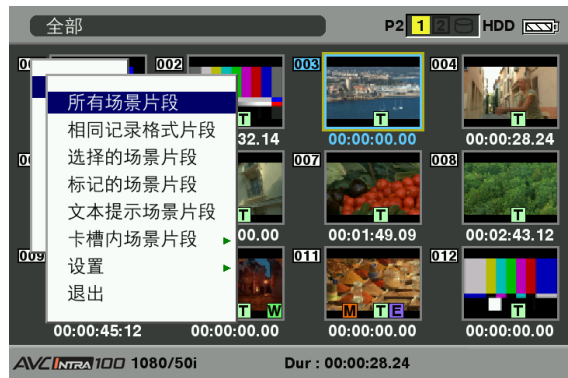 全部 P2 1 2 HDD
002 003 004
所有场景片段
相同记录格式片段
选择的场景片段
标记的场景片段
文本提示场景片段
卡槽内场景片段
设置
退出
T T T
32.14 00:00:00.00 00:00:28.24
007 008
T T T
00.00 00:01:49.09 00:02:43.12
009 011 012
T W M T E T
00:00:45:12 00:00:00.00 00:00:00.00 00:00:00.00
AVC INTRA 100 1080/50i Dur : 00:00:28.24